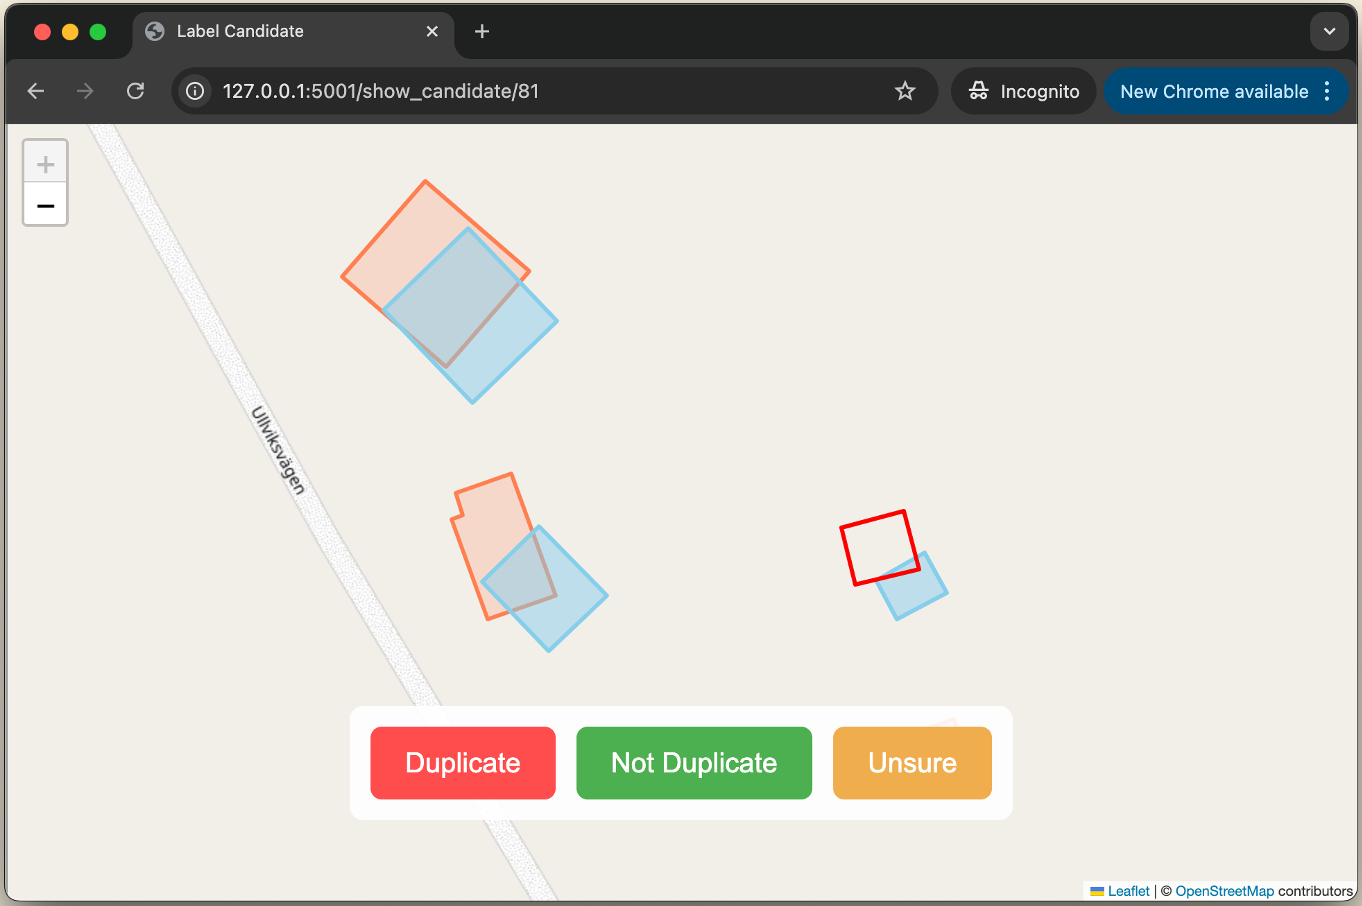 Label Candidate
127.0.0.1:5001/show_candidate/81
Incognito
New Chrome available
+
−
Ullviksvägen
Duplicate
Not Duplicate
Unsure
Leaflet | © OpenStreetMap contributors